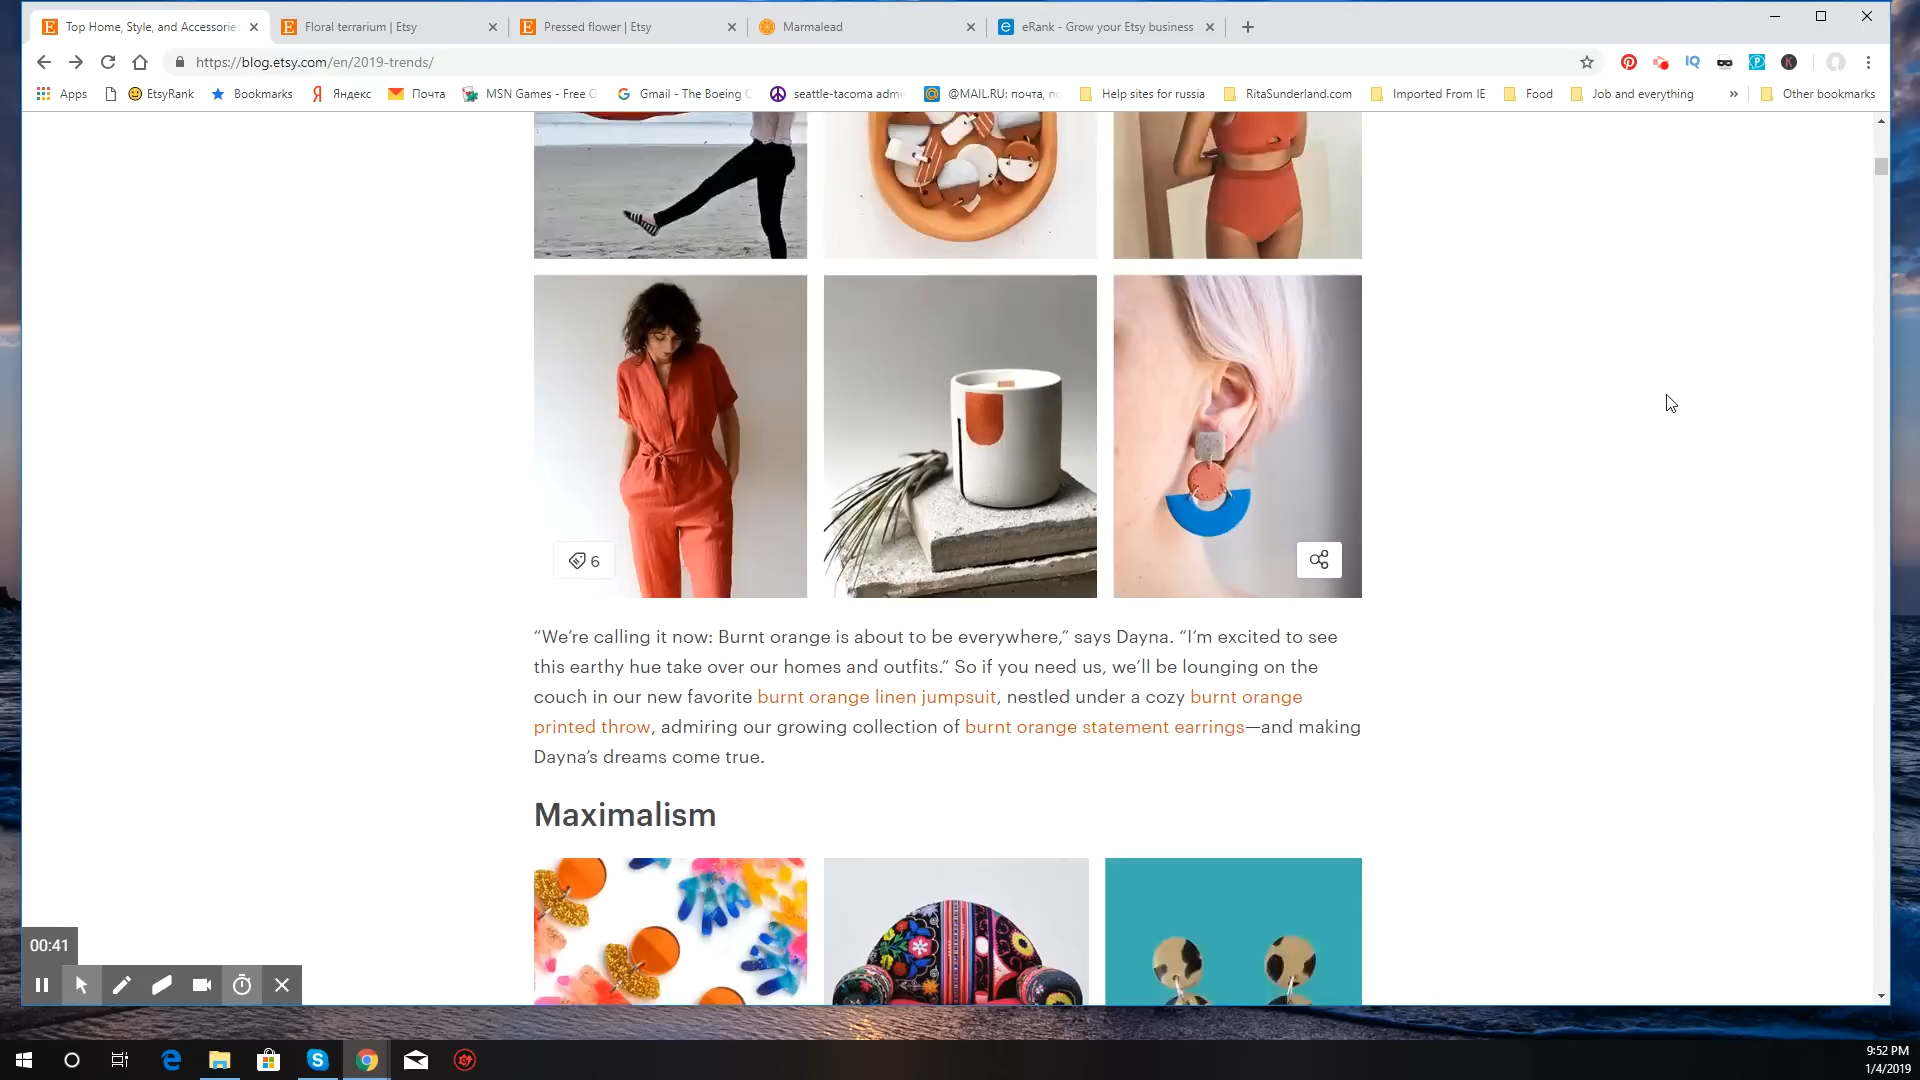 Top Home, Style, and Accessorie
Floral terrarium | Etsy
Pressed flower | Etsy
Marmalead
eRank - Grow your Etsy business
https://blog.etsy.com/en/2019-trends/
Apps
EtsyRank
Bookmarks
Яндекс
Почта
MSN Games - Free
Gmail - The Boeing
seattle-tacoma
@MAIL.RU: почта,
Help sites for russia
RitaSunderland.com
Imported From IE
Food
Job and everything
»
Other bookmarks
6
“We’re calling it now: Burnt orange is about to be everywhere,” says Dayna. “I’m excited to see
this earthy hue take over our homes and outfits.” So if you need us, we’ll be lounging on the
couch in our new favorite burnt orange linen jumpsuit, nestled under a cozy burnt orange
printed throw, admiring our growing collection of burnt orange statement earrings—and making
Dayna’s dreams come true.
Maximalism
00:41
9:52 PM
1/4/2019